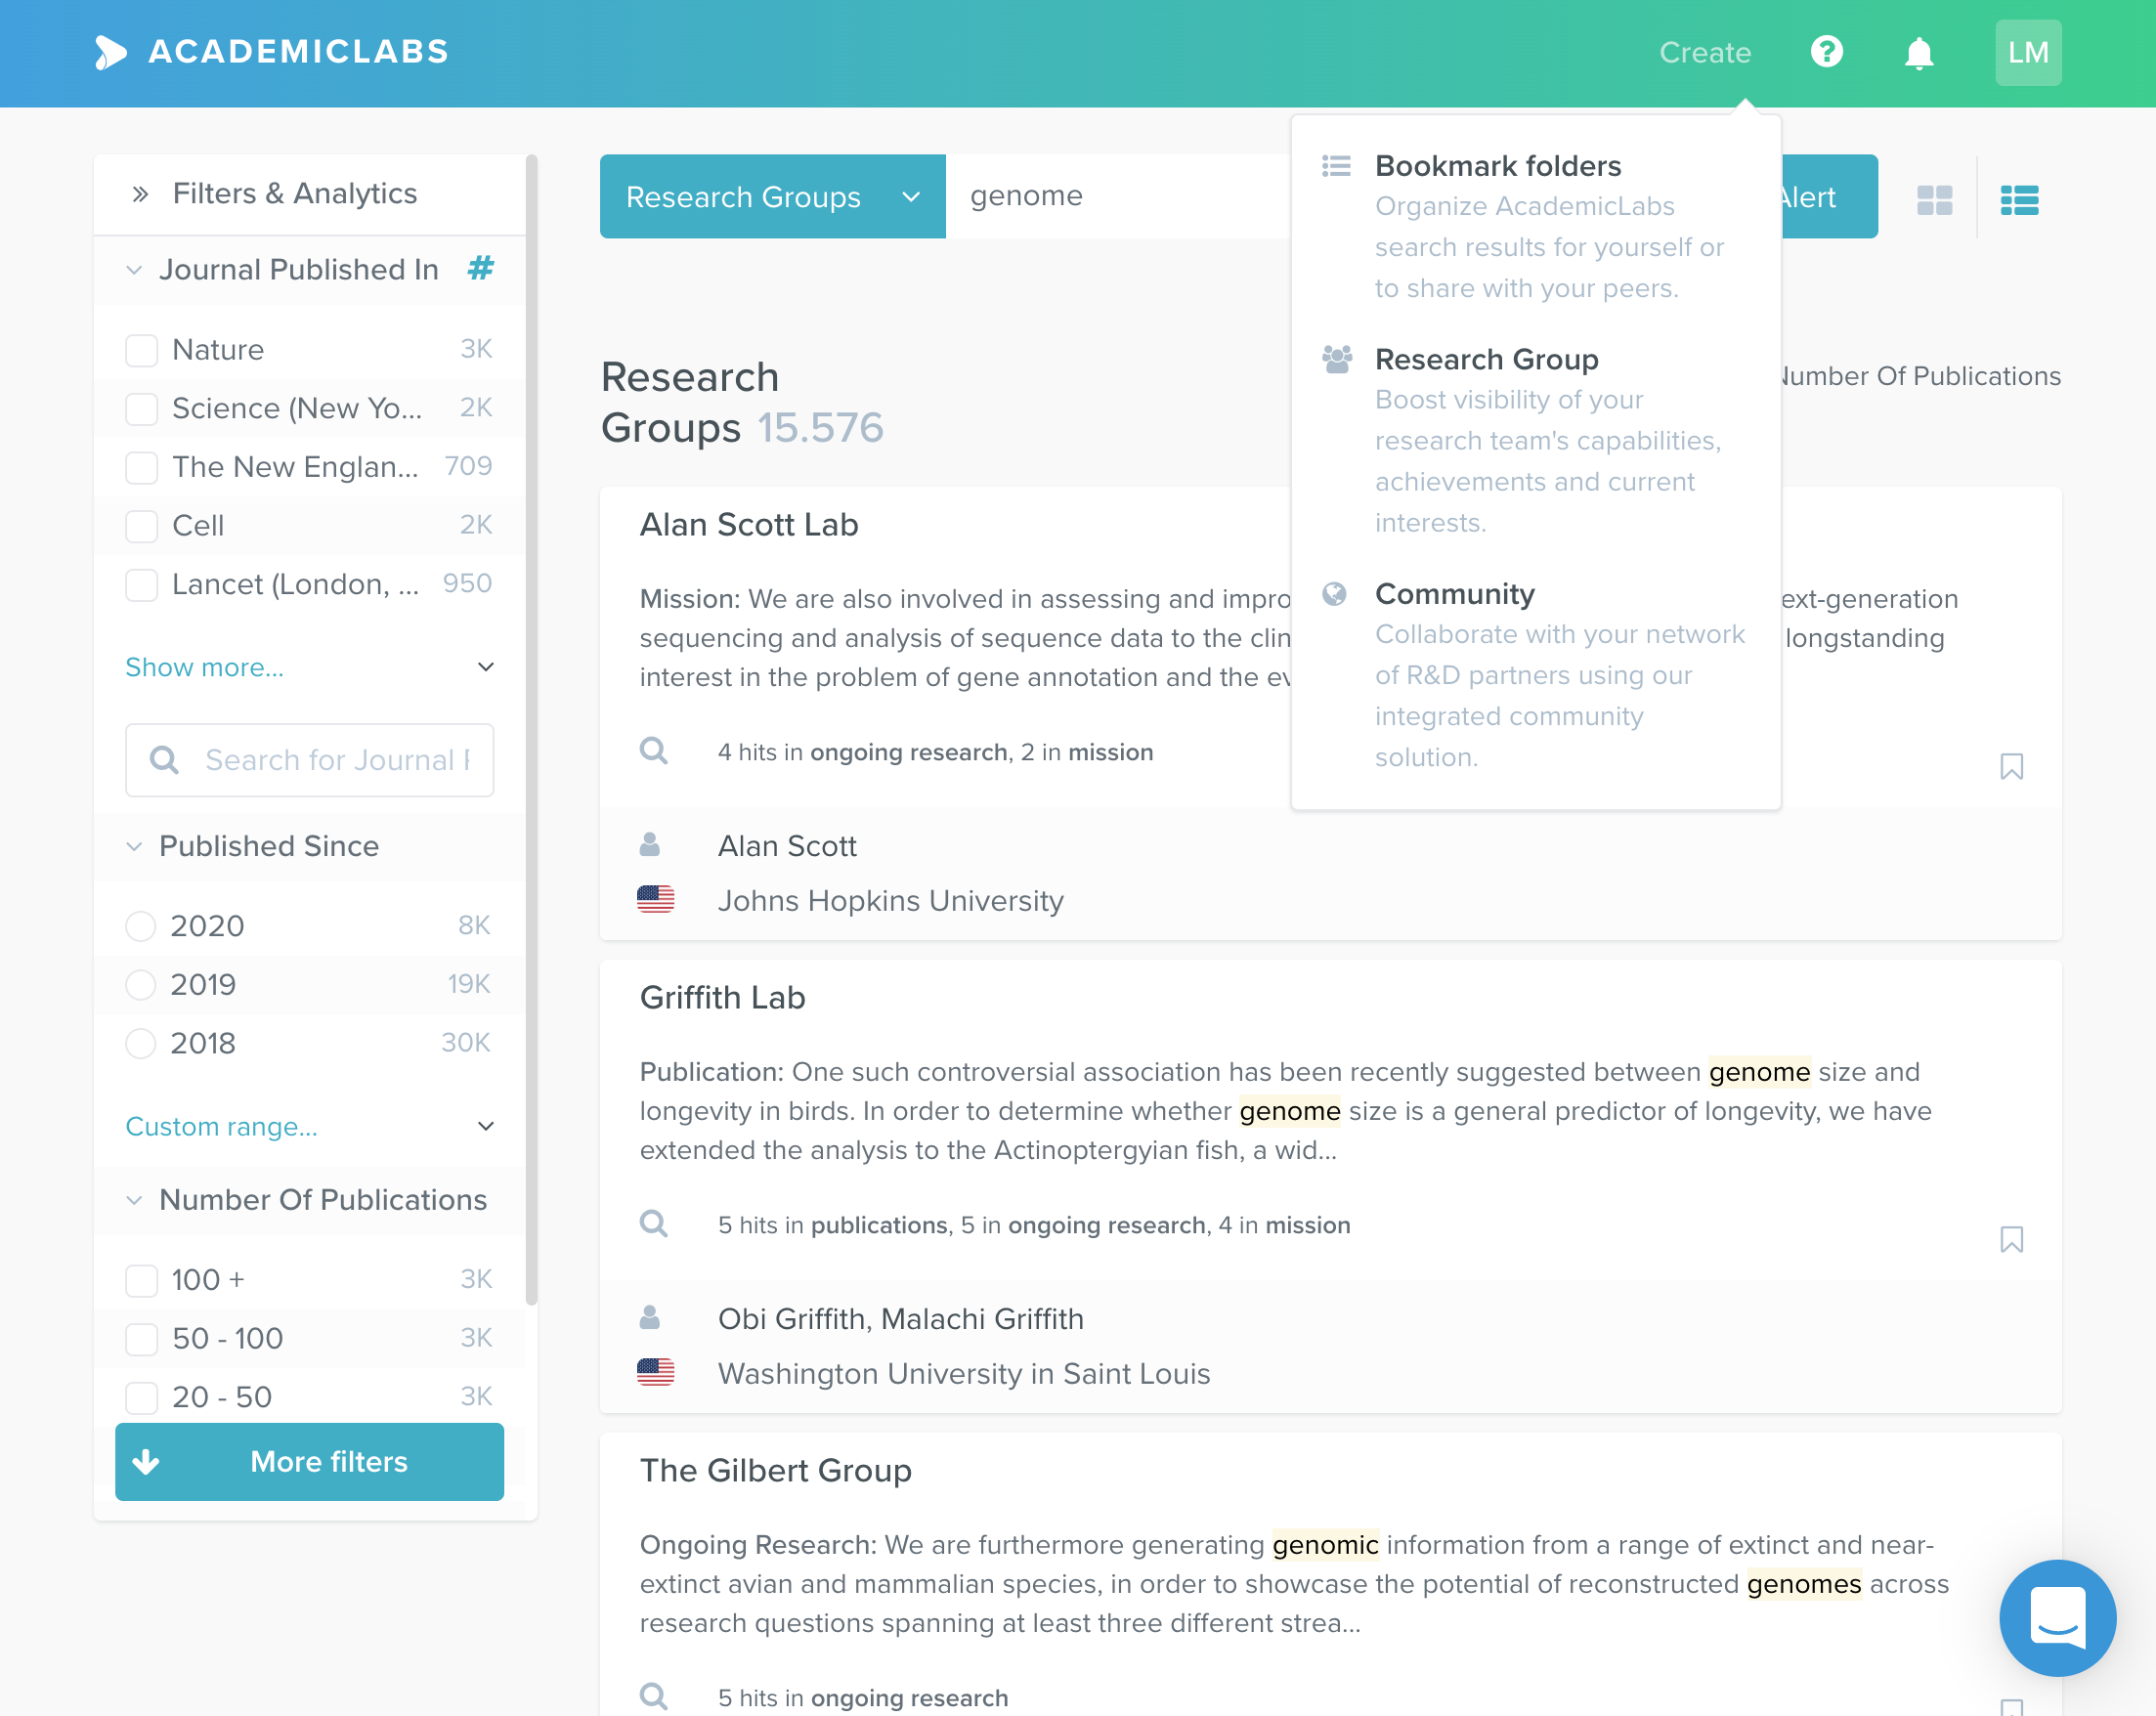 ACADEMICLABS
Create
LM
Filters & Analytics
Journal Published In #
Nature 3K
Science (New Yo... 2K
The New Englan... 709
Cell 2K
Lancet (London, ... 950
Show more...
Search for Journal
Published Since
2020 8K
2019 19K
2018 30K
Custom range...
Number Of Publications
100 + 3K
50 - 100 3K
20 - 50 3K
More filters
Research Groups
genome
Alert
Bookmark folders
Organize AcademicLabs
search results for yourself or
to share with your peers.
Research Group
Boost visibility of your
research team's capabilities,
achievements and current
interests.
Community
Collaborate with your network
of R&D partners using our
integrated community
solution.
Research
Groups 15.576
Number Of Publications
Alan Scott Lab
Mission: We are also involved in assessing and impro ext-generation
sequencing and analysis of sequence data to the clin longstanding
interest in the problem of gene annotation and the ev
4 hits in ongoing research, 2 in mission
Alan Scott
Johns Hopkins University
Griffith Lab
Publication: One such controversial association has been recently suggested between genome size and
longevity in birds. In order to determine whether genome size is a general predictor of longevity, we have
extended the analysis to the Actinoptergyian fish, a wid...
5 hits in publications, 5 in ongoing research, 4 in mission
Obi Griffith, Malachi Griffith
Washington University in Saint Louis
The Gilbert Group
Ongoing Research: We are furthermore generating genomic information from a range of extinct and near-
extinct avian and mammalian species, in order to showcase the potential of reconstructed genomes across
research questions spanning at least three different strea...
5 hits in ongoing research